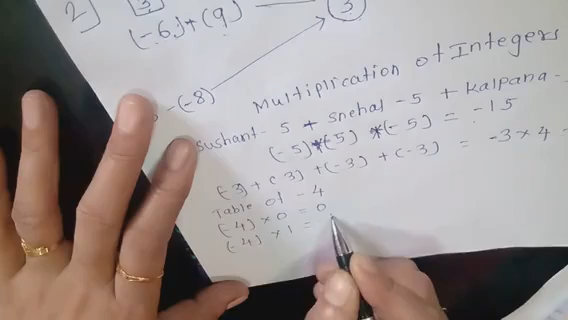 2] [3]
(-6)+(9) 3
-(-8)
Multiplication of Integers
Sushant - 5 + snehal - 5 + Kalpana -
(-5)*(-5) *(-5) = -15
(-3)+(-3)+(-3)+(-3) = -3×4 =
Table of -4
(-4)×0 = 0
(-4)×1 =